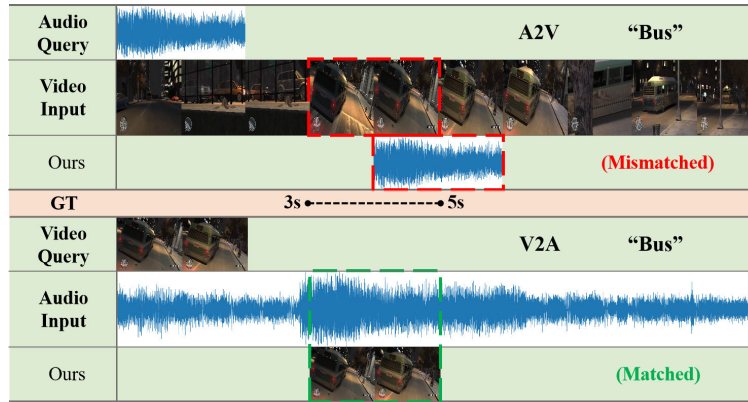 Audio Query A2V “Bus”
Video Input
Ours (Mismatched)
GT 3s 5s
Video Query V2A “Bus”
Audio Input
Ours (Matched)